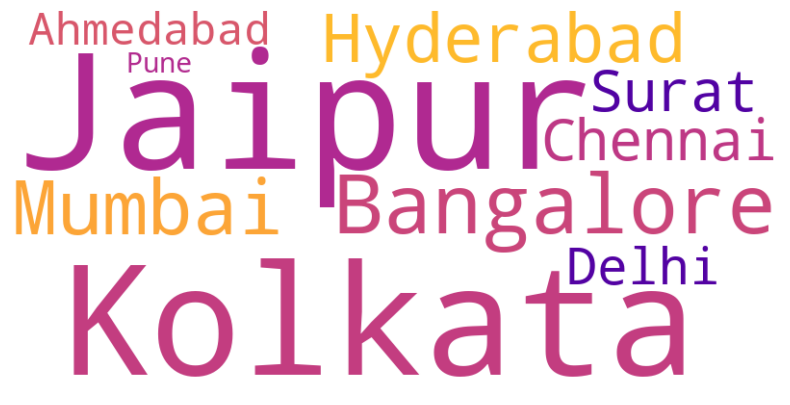 Ahmedabad
Hyderabad
Pune
Jaipur
Surat
Chennai
Mumbai
Bangalore
Delhi
Kolkata